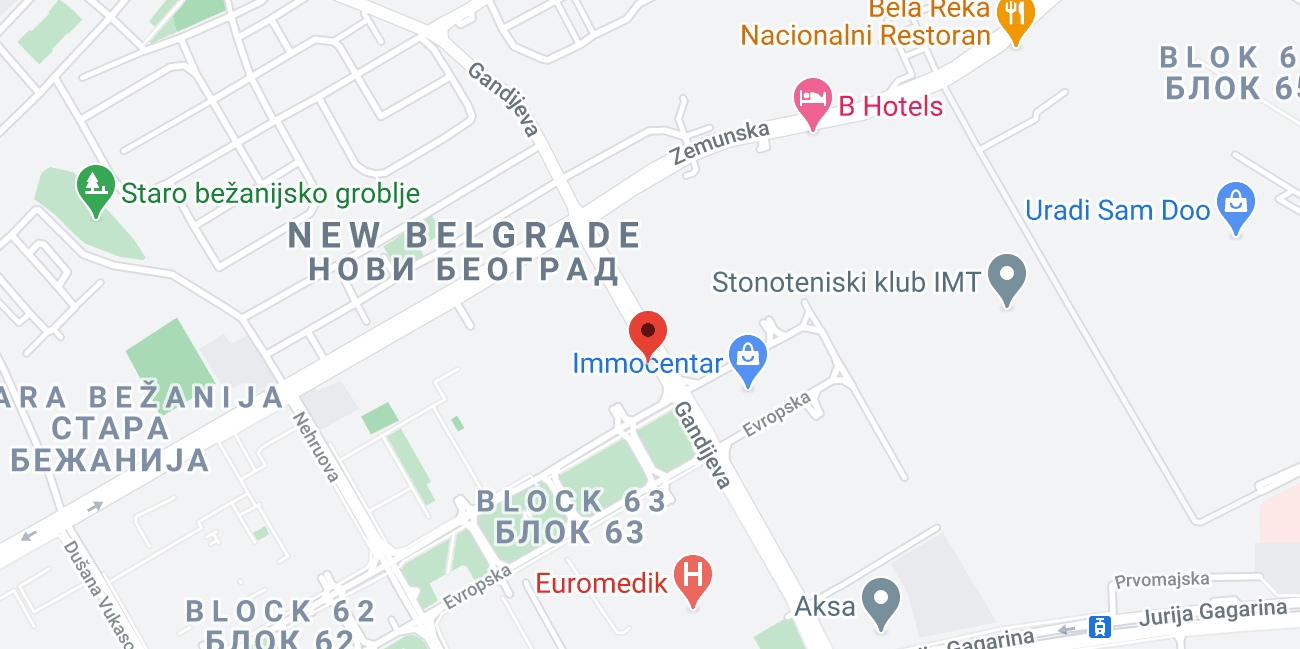 Bela Reka
Nacionalni Restoran
BLOK 6
БЛОК 65
Gandijeva
B Hotels
Zemunska
Staro bežanijsko groblje
Uradi Sam Doo
NEW BELGRADE
НОВИ БЕОГРАД
Stonoteniski klub IMT
Immocentar
ARA BEŽANIJA
СТАРА
БЕЖАНИЈА
Nehruova
Gandijeva
Evropska
BLOCK 63
БЛОК 63
Dušana Vukaso
Evropska
Euromedik
BLOCK 62
БЛОК 62
Aksa
Prvomajska
Jurija Gagarina
Gagarina